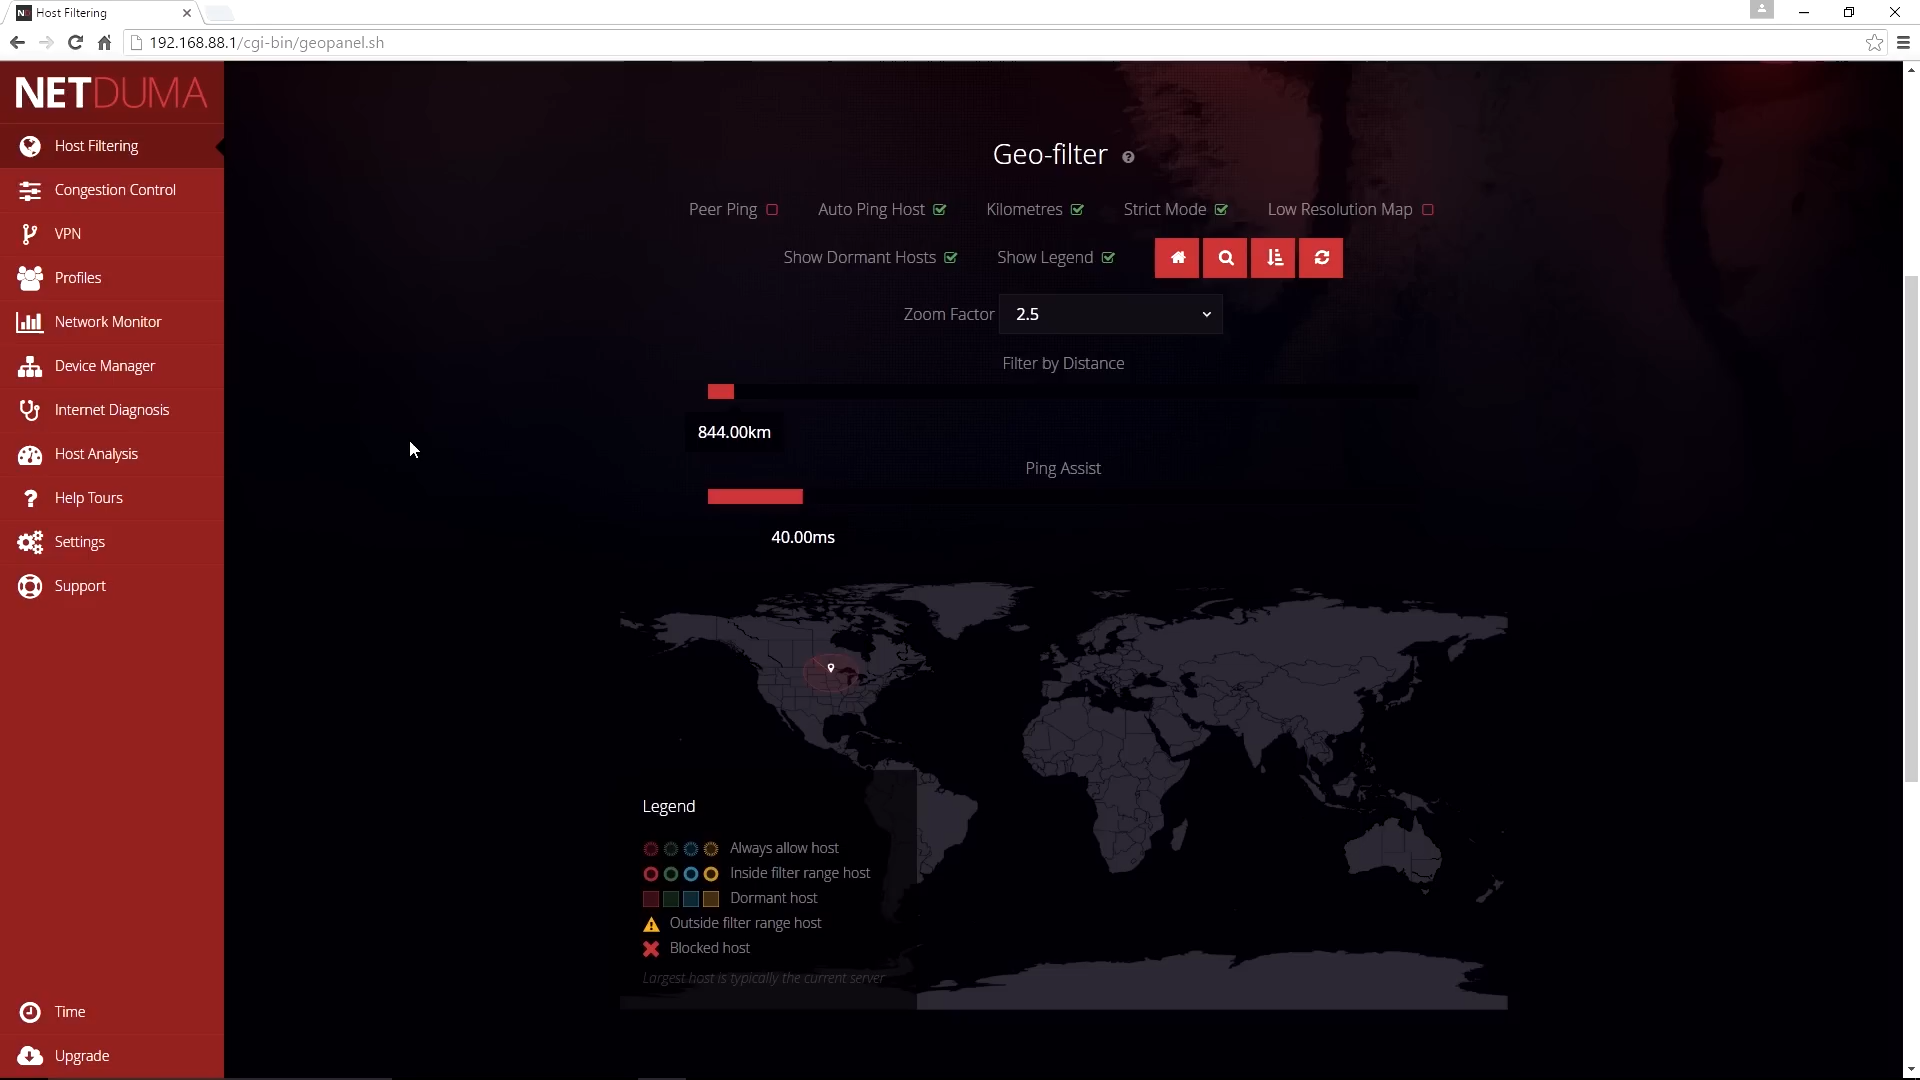 Host Filtering
192.168.88.1/cgi-bin/geopanel.sh
NETDUMA
Host Filtering
Congestion Control
VPN
Profiles
Network Monitor
Device Manager
Internet Diagnosis
Host Analysis
Help Tours
Settings
Support
Time
Upgrade
Geo-filter
Peer Ping
Auto Ping Host
Kilometres
Strict Mode
Low Resolution Map
Show Dormant Hosts
Show Legend
Zoom Factor
2.5
Filter by Distance
844.00km
Ping Assist
40.00ms
Legend
Always allow host
Inside filter range host
Dormant host
Outside filter range host
Blocked host
Largest host is typically the current server